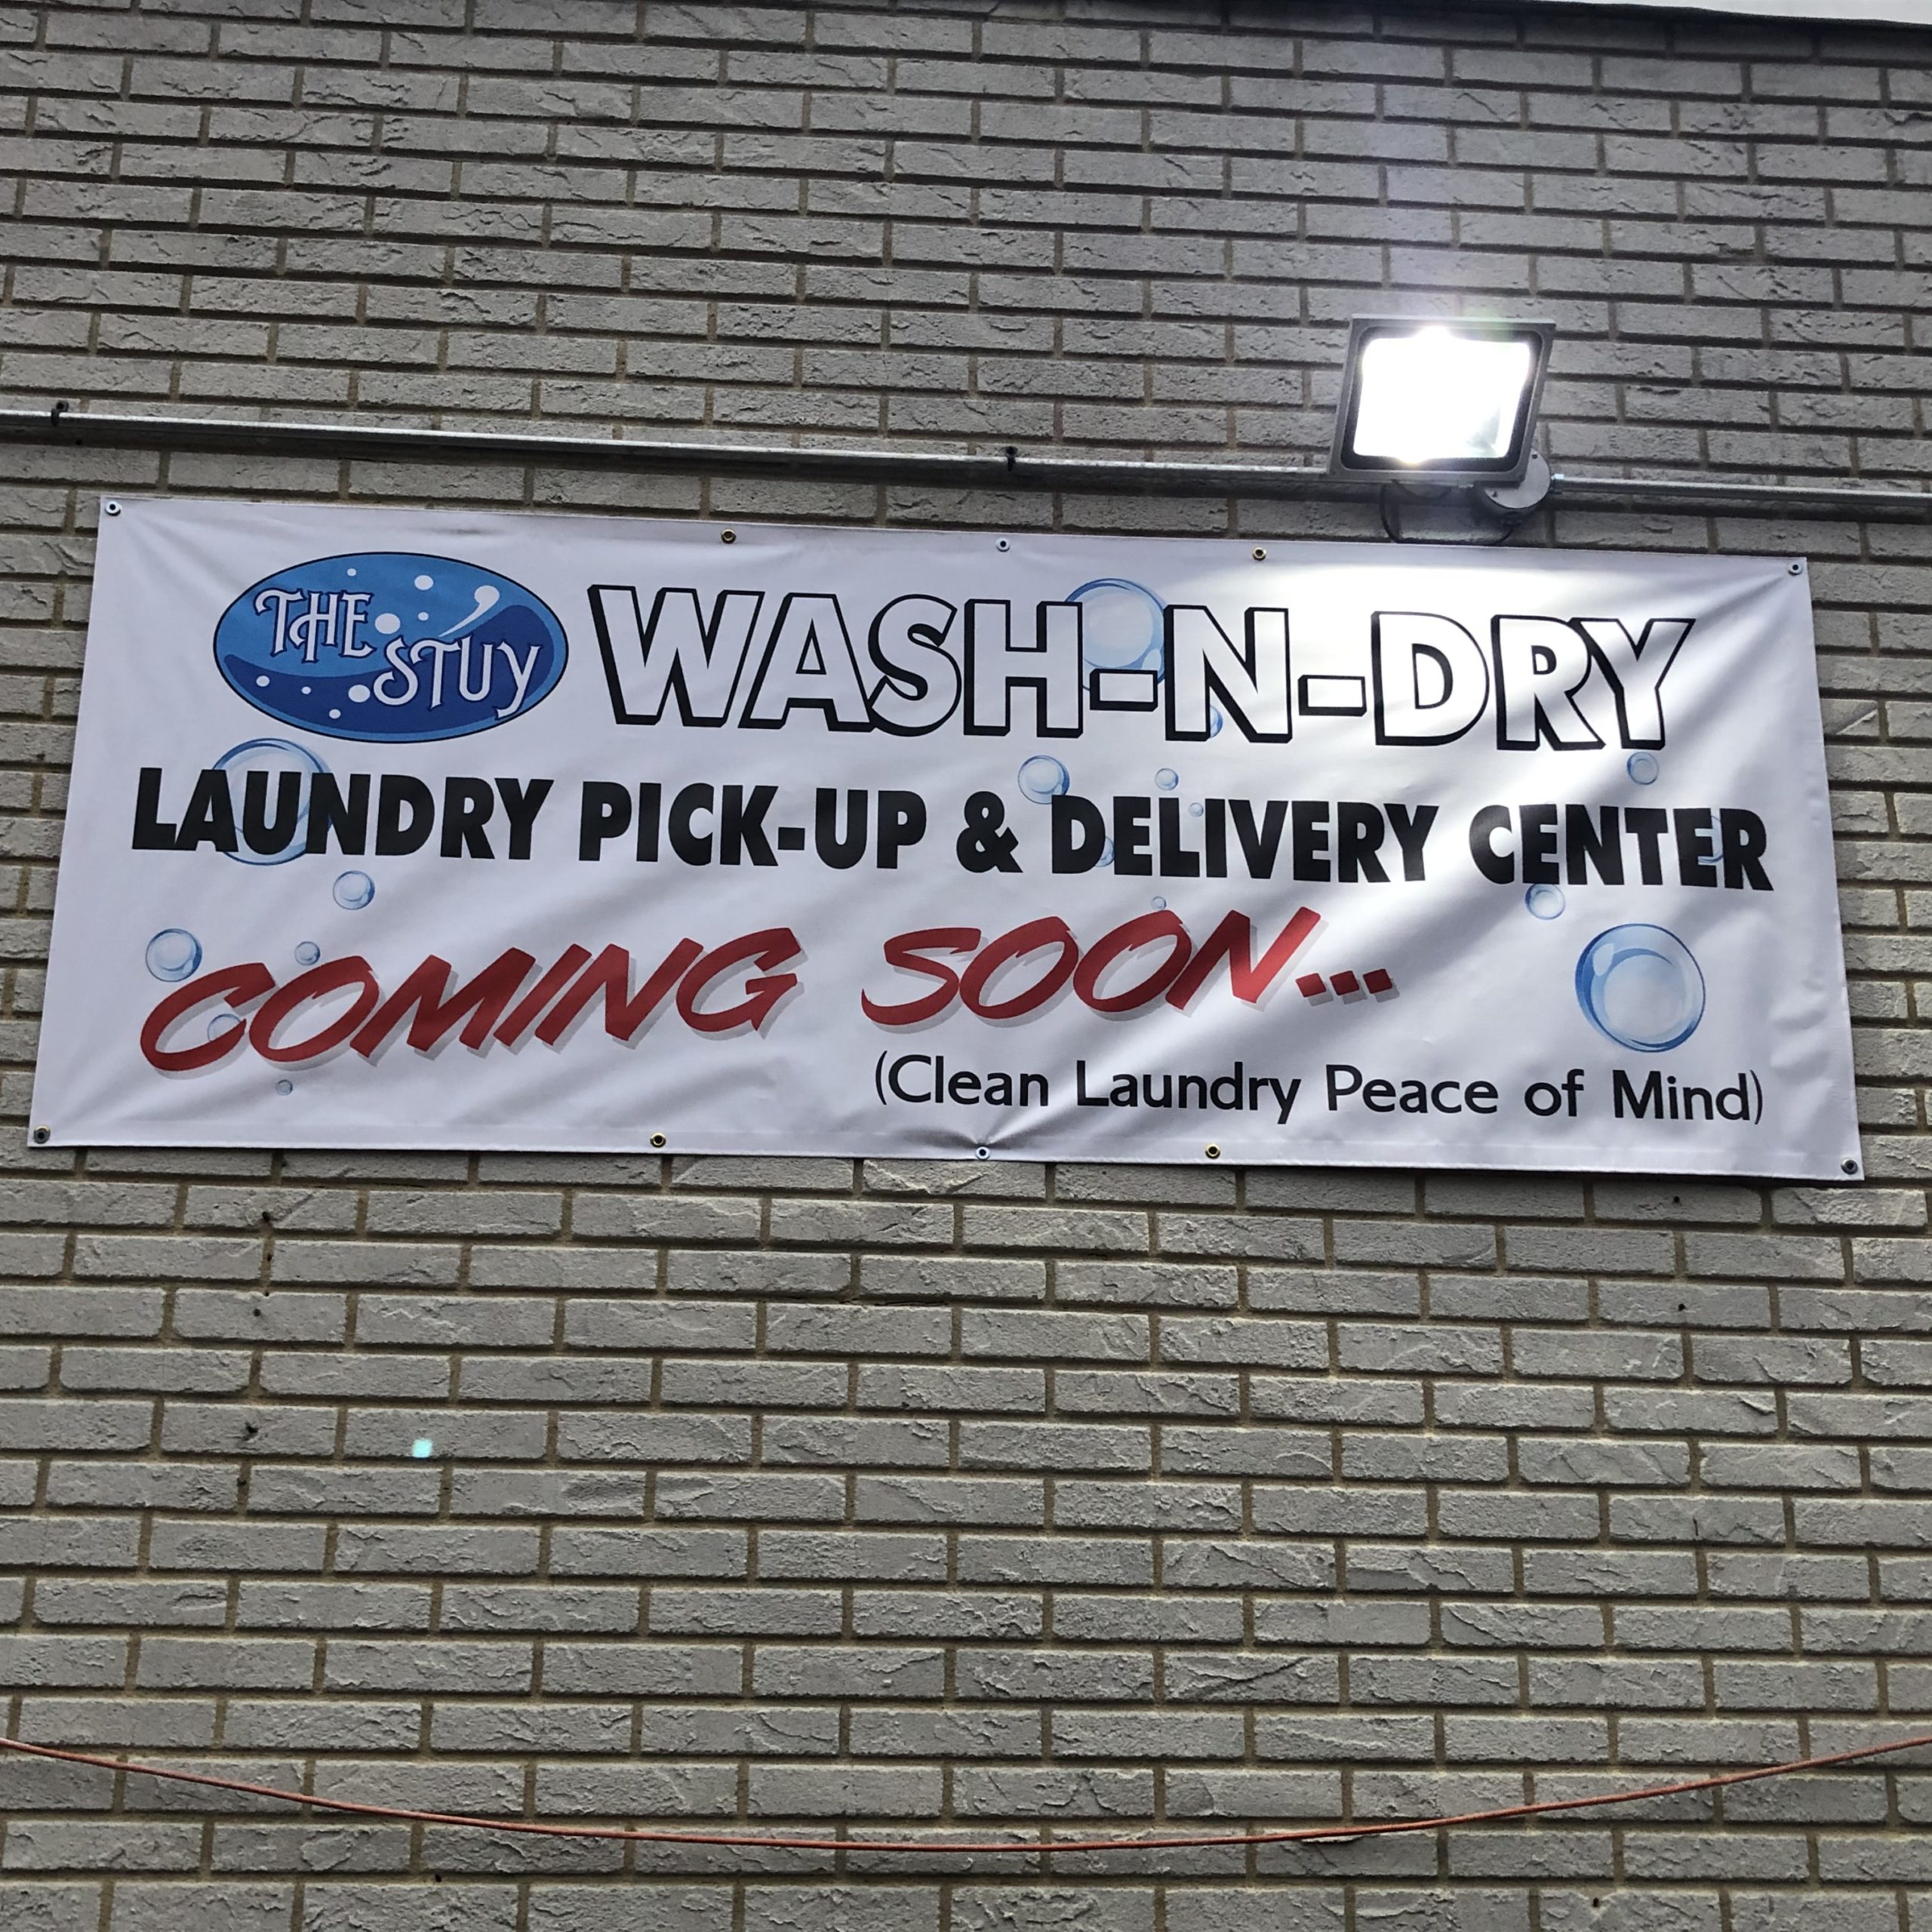 THE STUY WASH-N-DRY
LAUNDRY PICK-UP & DELIVERY CENTER
COMING SOON...
(Clean Laundry Peace of Mind)